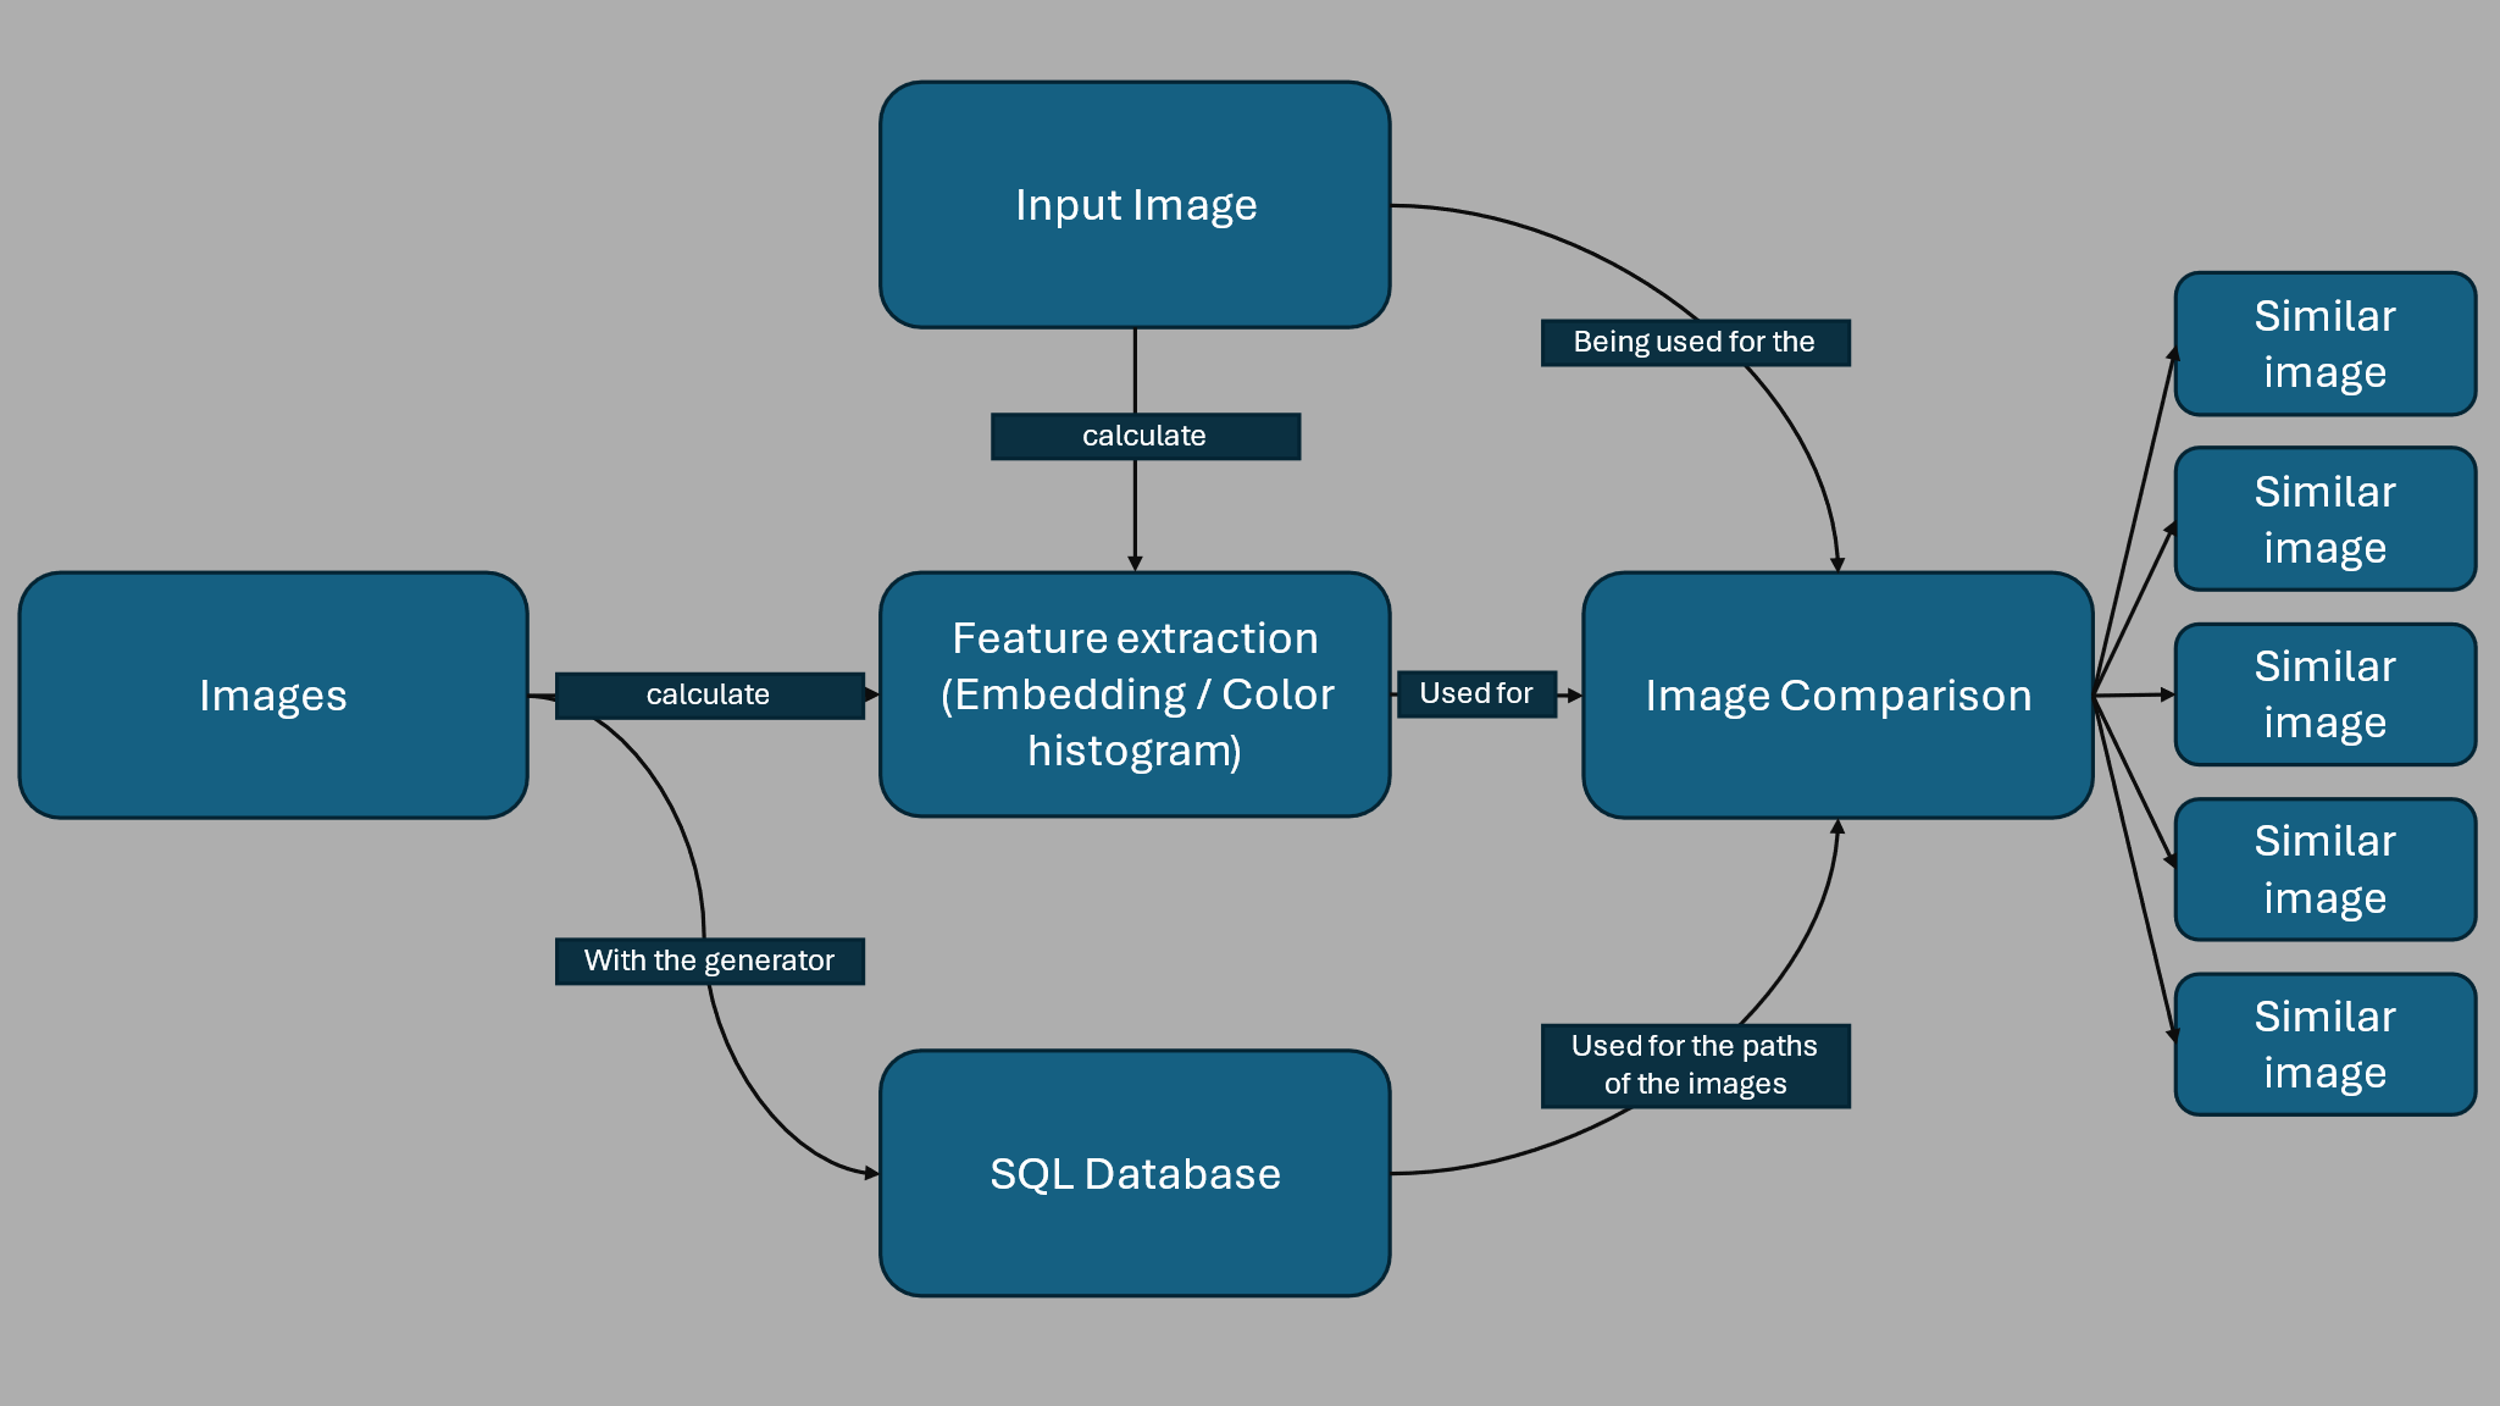 Input Image
Being used for the
calculate
Images
calculate
Feature extraction
(Embedding / Color
histogram)
Used for
Image Comparison
Similar
image
Similar
image
Similar
image
Similar
image
Similar
image
With the generator
SQL Database
Used for the paths
of the images